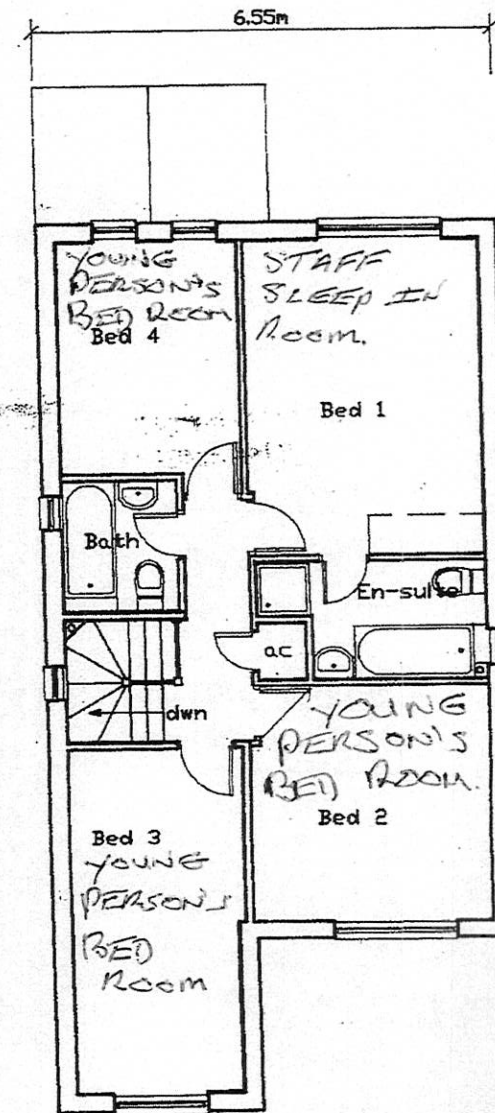 6.55m
YOUNG
PERSON'S
BED ROOM
Bed 4
STAFF
SLEEP IN
ROOM.
Bed 1
Bath
En-suite
ac
dwn
YOUNG
PERSON'S
BED ROOM.
Bed 2
Bed 3
YOUNG
PERSON'S
BED
ROOM